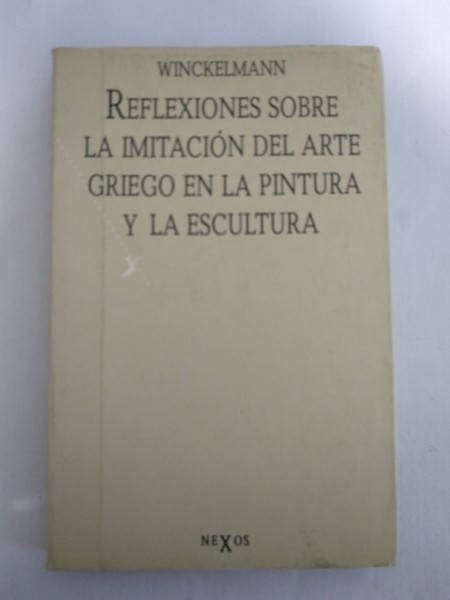 WINCKELMANN
REFLEXIONES SOBRE
LA IMITACIÓN DEL ARTE
GRIEGO EN LA PINTURA
Y LA ESCULTURA
NEXOS